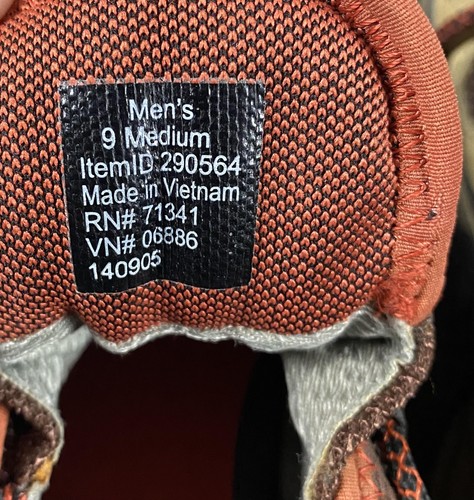 Men's
9 Medium
ItemID:290564
Made in Vietnam
RN# 71341
VN# 06886
140905